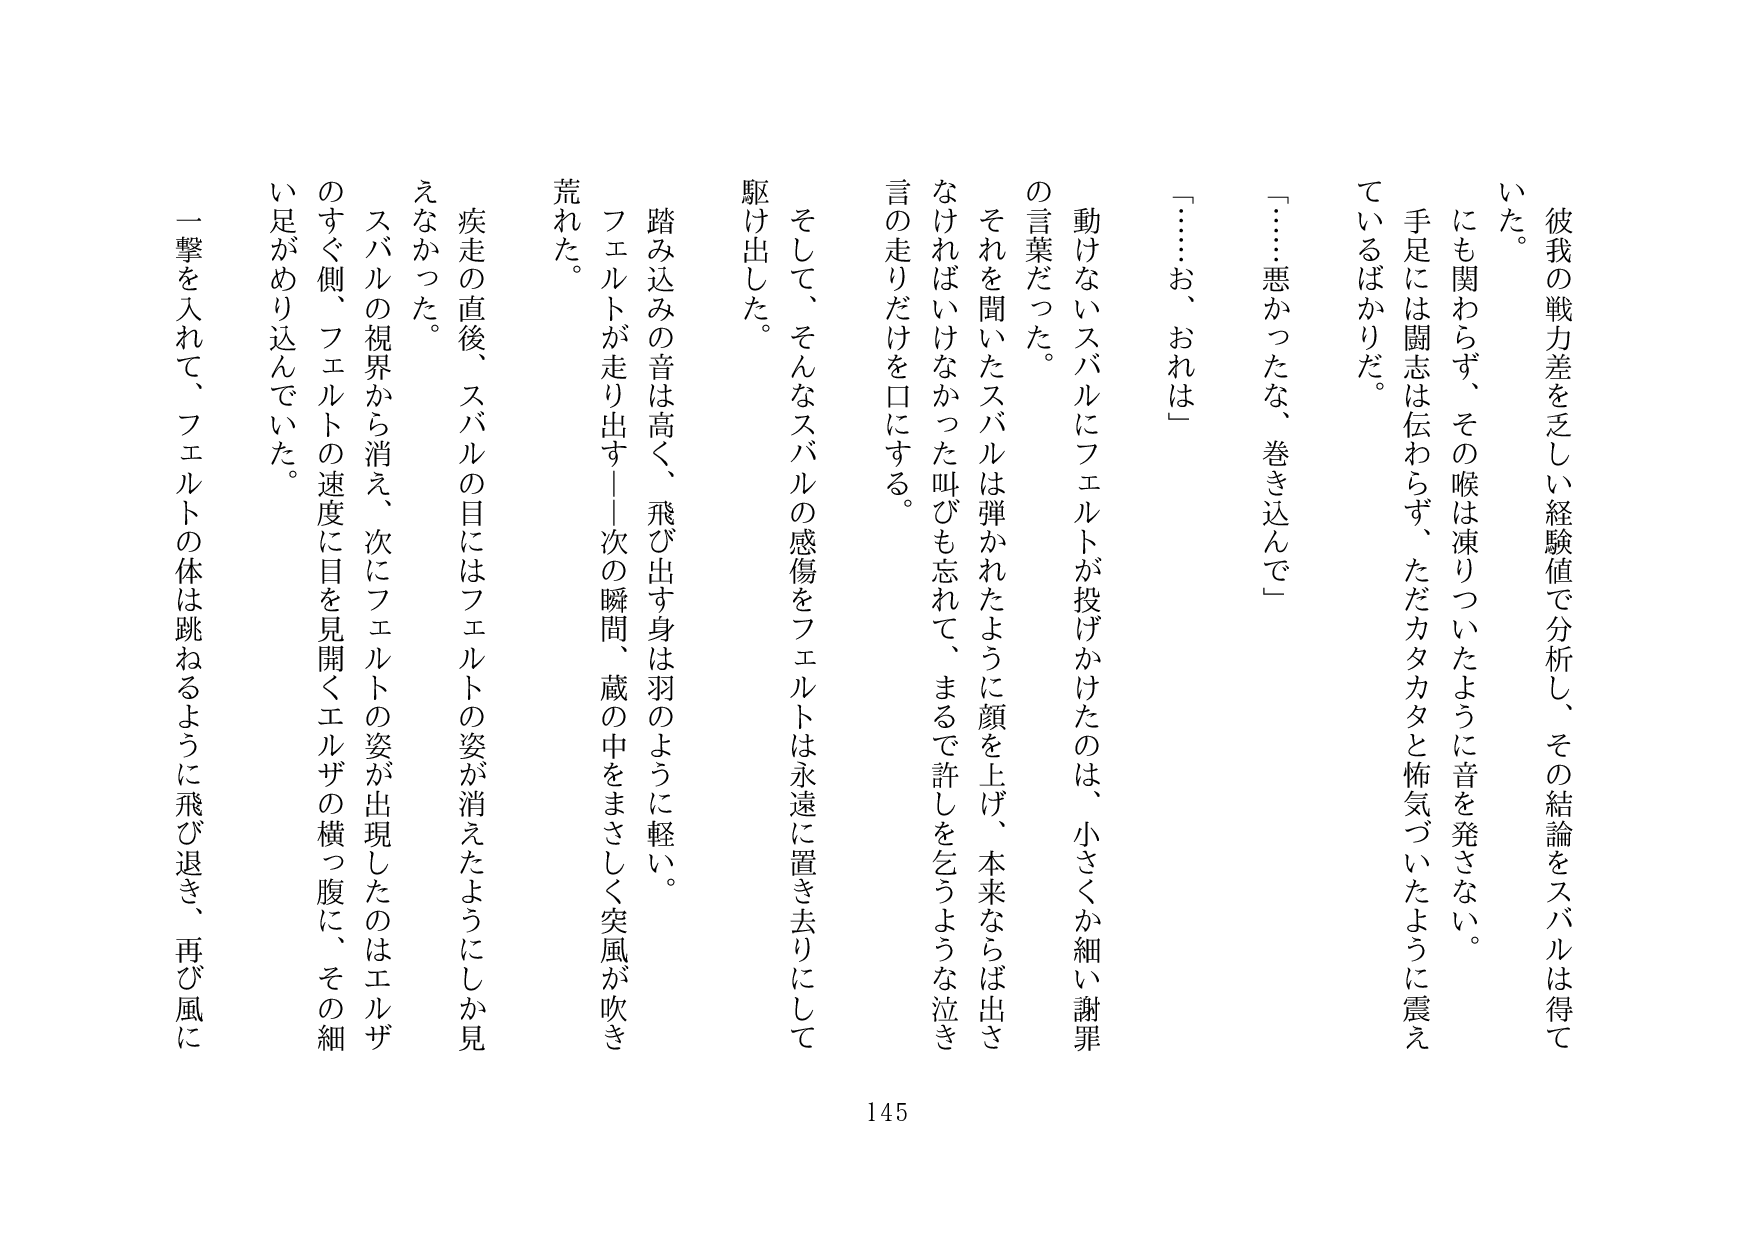 彼我の戦力差を乏しい経験値で分析し、その結論をスバルは得て
いた。
　にも関わらず、その喉は凍りついたように音を発さない。
　手足には闘志は伝わらず、ただカタカタと怖気づいたように震え
ているばかりだ。
「……悪かったな、巻き込んで」
「……お、おれは」
　動けないスバルにフェルトが投げかけたのは、小さくか細い謝罪
の言葉だった。
　それを聞いたスバルは弾かれたように顔を上げ、本来ならば出さ
なければいけなかった叫びも忘れて、まるで許しを乞うような泣き
言の走りだけを口にする。
　そして、そんなスバルの感傷をフェルトは永遠に置き去りにして
駆け出した。
　踏み込みの音は高く、飛び出す身は羽のように軽い。
　フェルトが走り出す――次の瞬間、蔵の中をまさしく突風が吹き
荒れた。
　疾走の直後、スバルの目にはフェルトの姿が消えたようにしか見
えなかった。
　スバルの視界から消え、次にフェルトの姿が出現したのはエルザ
のすぐ側、フェルトの速度に目を見開くエルザの横っ腹に、その細
い足がめり込んでいた。
　一撃を入れて、フェルトの体は跳ねるように飛び退き、再び風に
145